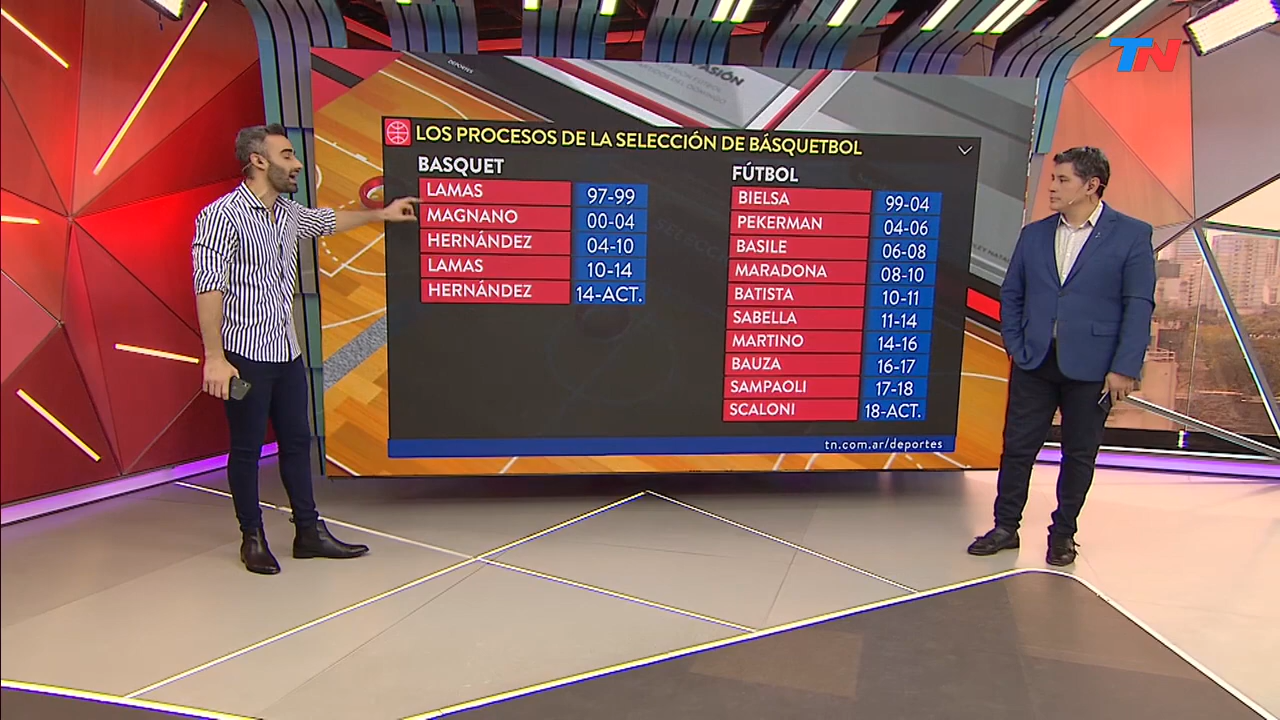 TN
DEPORTES
LOS PROCESOS DE LA SELECCIÓN DE BÁSQUETBOL
BASQUET
LAMAS 97-99
MAGNANO 00-04
HERNÁNDEZ 04-10
LAMAS 10-14
HERNÁNDEZ 14-ACT.
FÚTBOL
BIELSA 99-04
PEKERMAN 04-06
BASILE 06-08
MARADONA 08-10
BATISTA 10-11
SABELLA 11-14
MARTINO 14-16
BAUZA 16-17
SAMPAOLI 17-18
SCALONI 18-ACT.
tn.com.ar/deportes